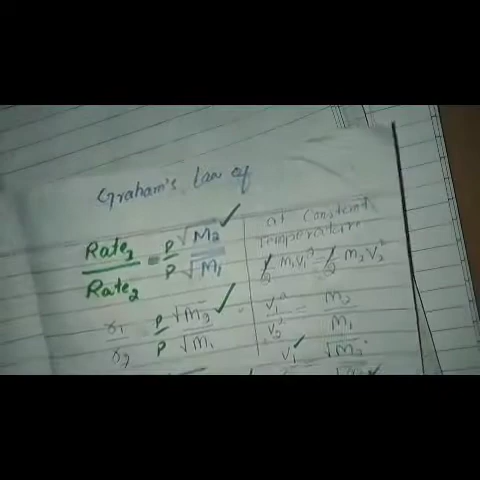 Graham's Law of
Rate1/Rate2 = P√M2/P√M1
r1/r2 = P√M2/P√M1
at Constant
Temperature
1/2 M1V1² = 1/2 M2V2²
V1²/V2² = M2/M1
V1 √M2